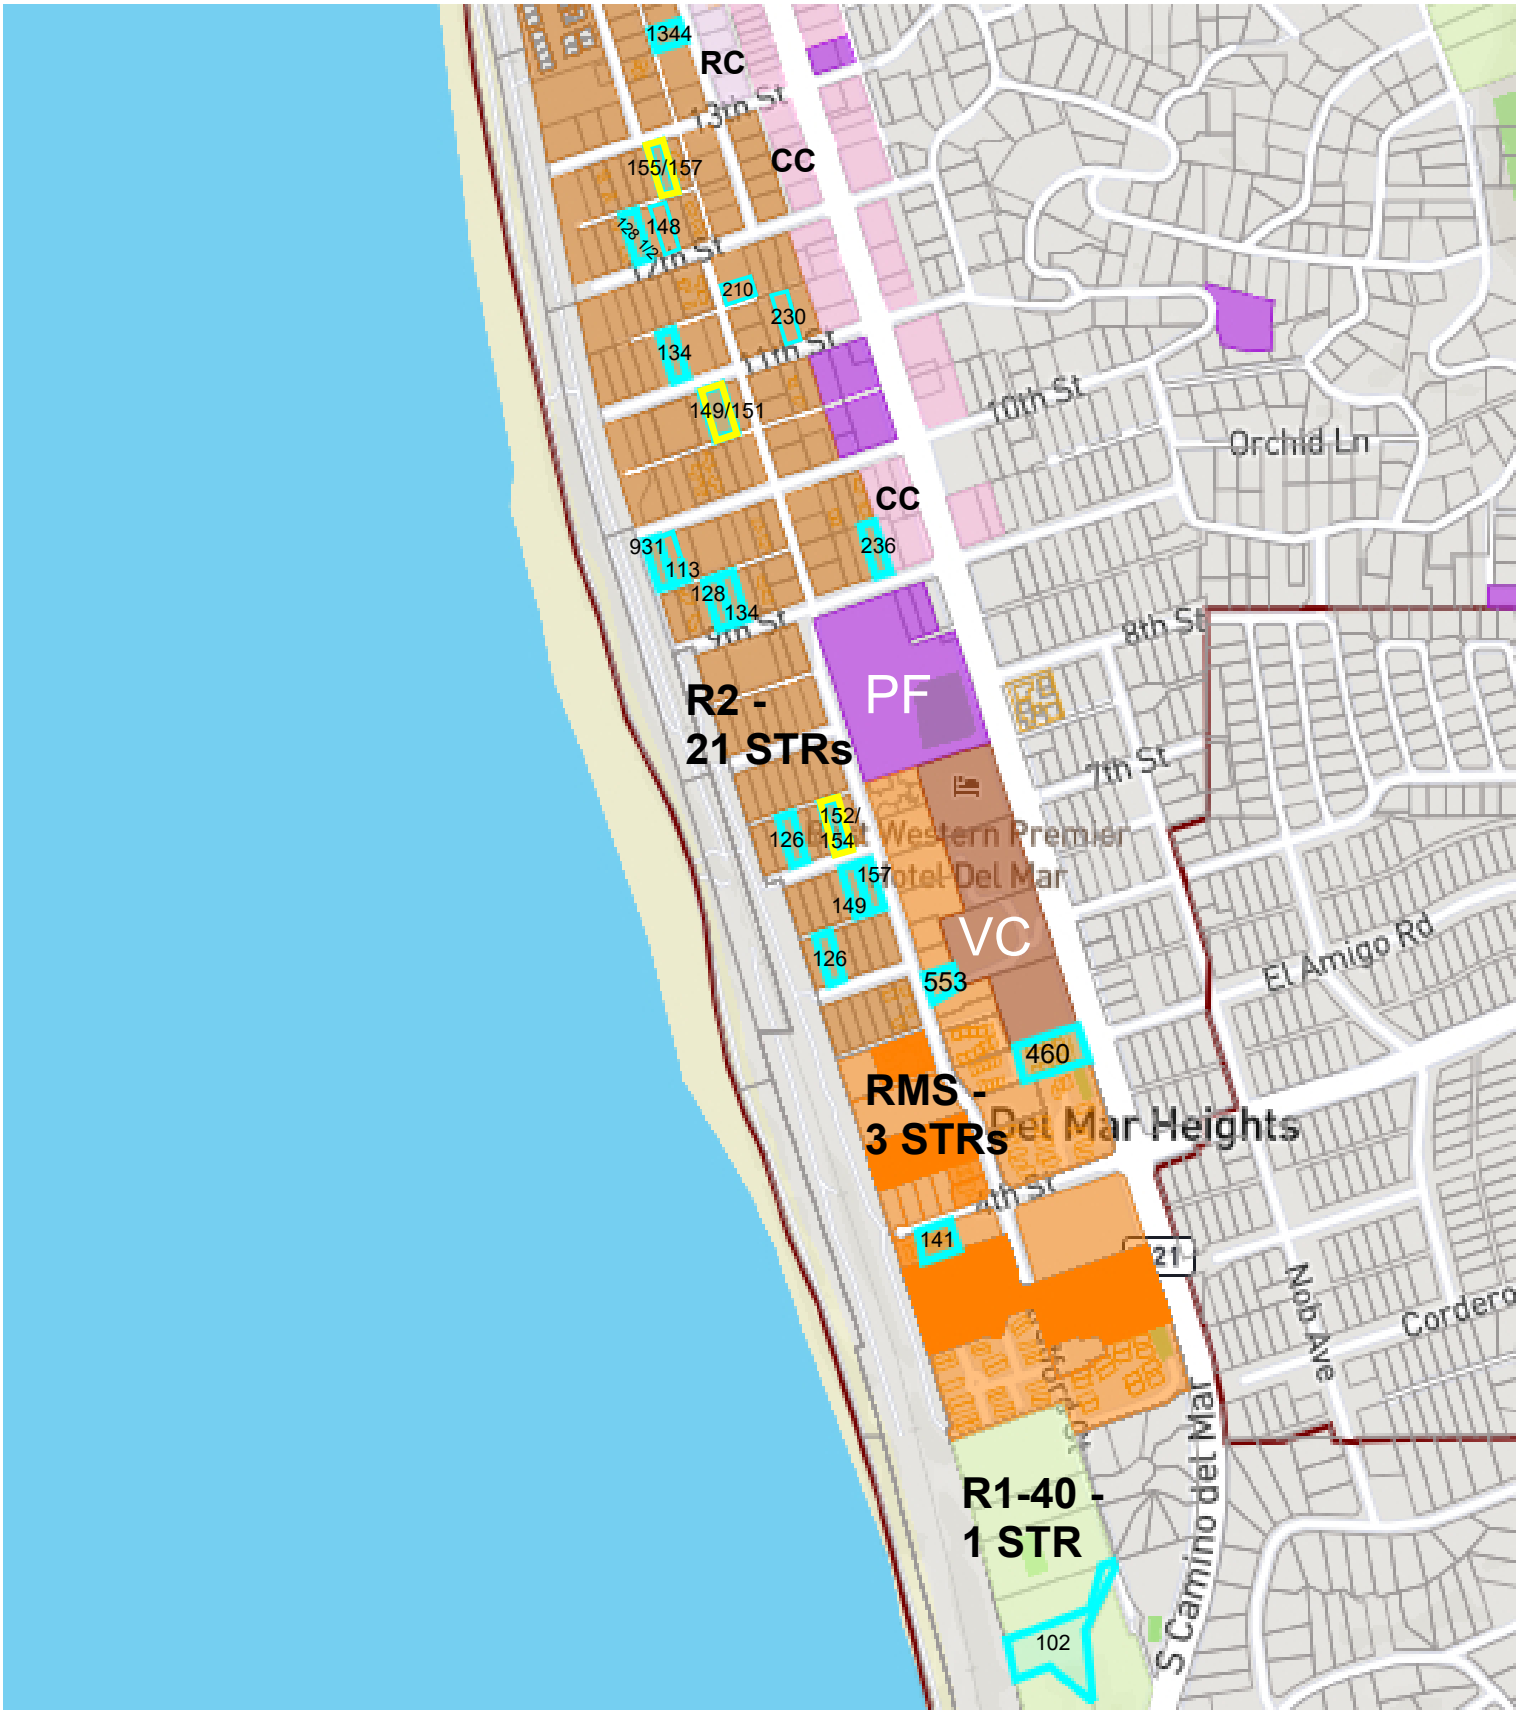 1344
RC
13th St
CC
155/157
148
128 1/2
12th St
210
230
134
11th St
149/151
10th St
Orchid Ln
CC
931
113
236
128
134
9th St
8th St
PF
R2 -
21 STRs
7th St
152/
154
126
Best Western Premier
Hotel Del Mar
157
149
VC
126
El Amigo Rd
553
460
RMS -
3 STRs
Del Mar Heights
4th St
141
21
Nob Ave
Cordero
S Camino del Mar
R1-40 -
1 STR
102